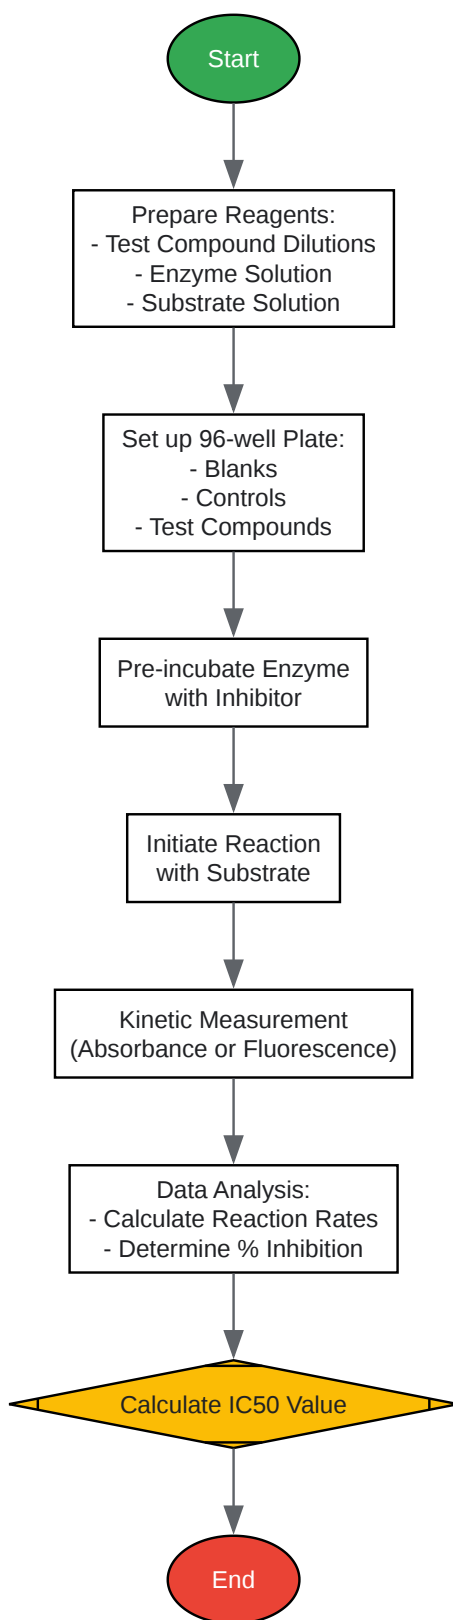 Start
Prepare Reagents:
- Test Compound Dilutions
- Enzyme Solution
- Substrate Solution
Set up 96-well Plate:
- Blanks
- Controls
- Test Compounds
Pre-incubate Enzyme
with Inhibitor
Initiate Reaction
with Substrate
Kinetic Measurement
(Absorbance or Fluorescence)
Data Analysis:
- Calculate Reaction Rates
- Determine % Inhibition
Calculate IC50 Value
End